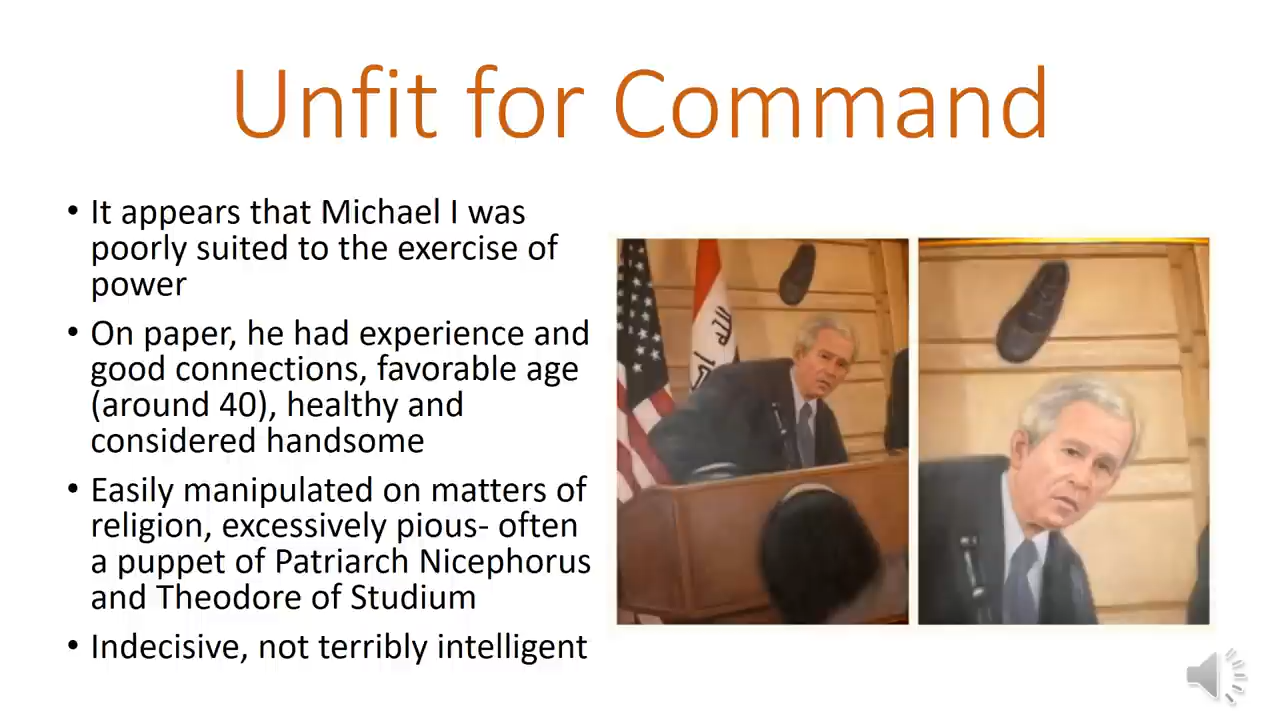 Unfit for Command
• It appears that Michael I was
poorly suited to the exercise of
power
• On paper, he had experience and
good connections, favorable age
(around 40), healthy and
considered handsome
• Easily manipulated on matters of
religion, excessively pious- often
a puppet of Patriarch Nicephorus
and Theodore of Studium
• Indecisive, not terribly intelligent